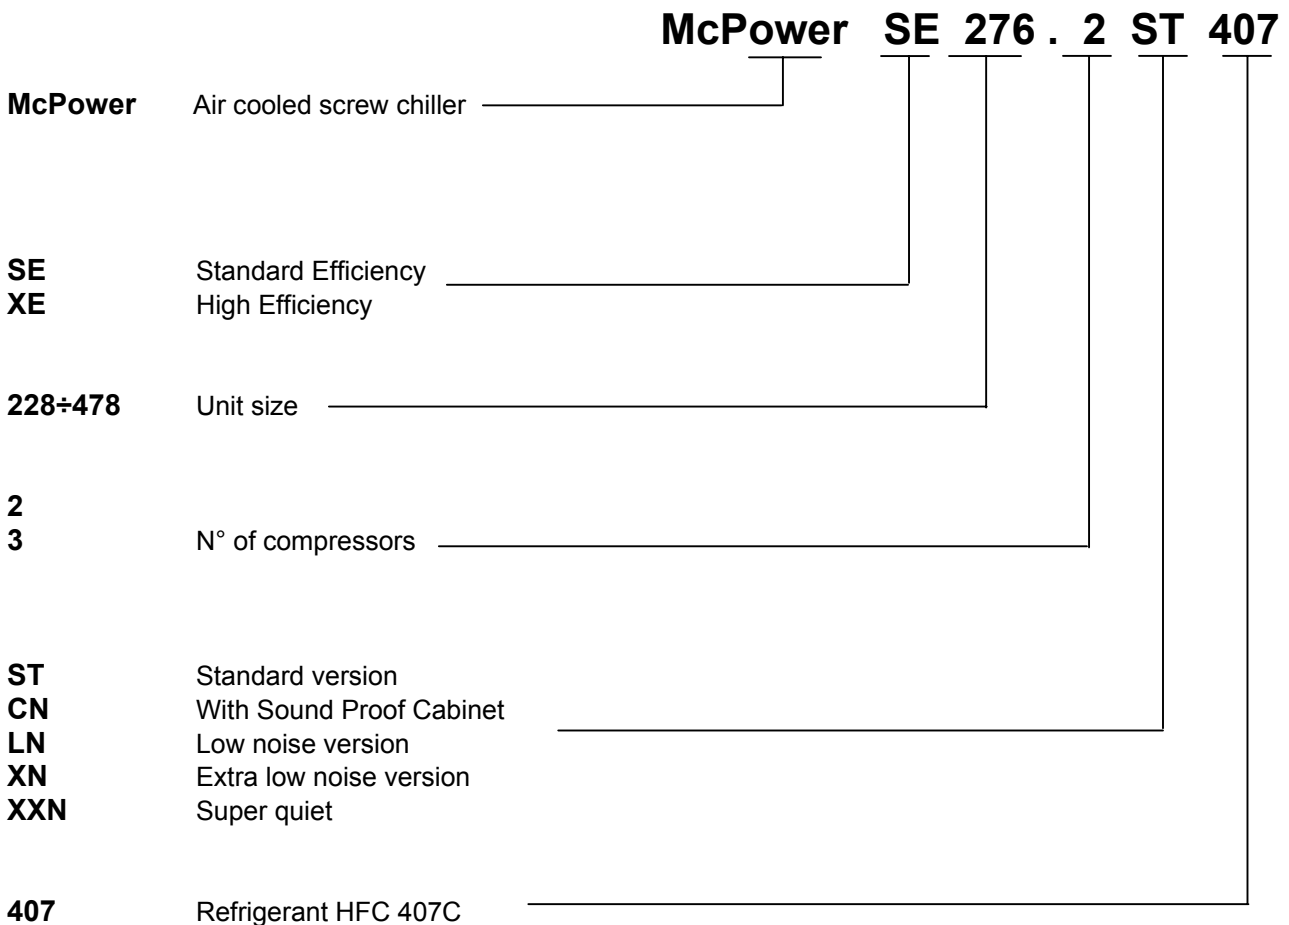 McPower SE 276 . 2 ST 407
McPower Air cooled screw chiller
SE Standard Efficiency
XE High Efficiency
228÷478 Unit size
2
3 N° of compressors
ST Standard version
CN With Sound Proof Cabinet
LN Low noise version
XN Extra low noise version
XXN Super quiet
407 Refrigerant HFC 407C